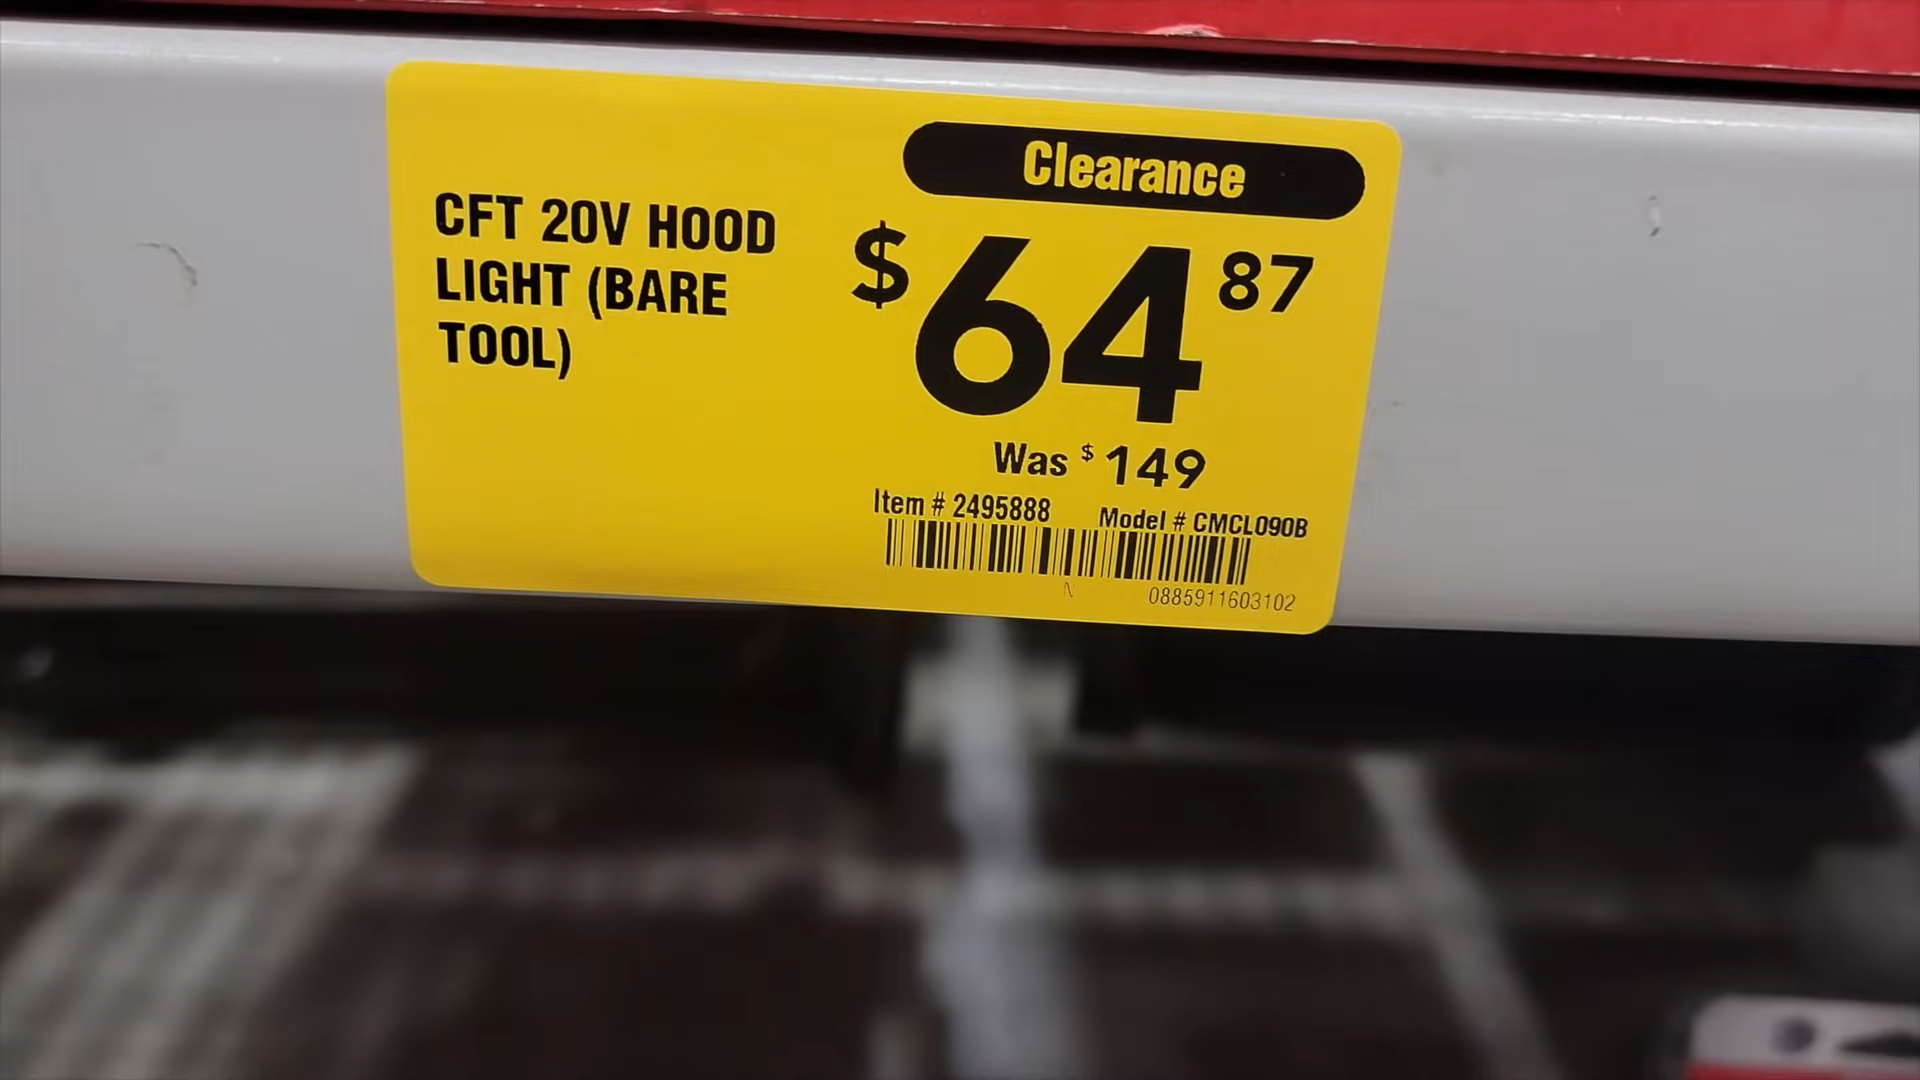 Clearance
CFT 20V HOOD
LIGHT (BARE
TOOL)
$64 87
Was $149
Item # 2495888 Model # CMCL090B
N 0885911603102